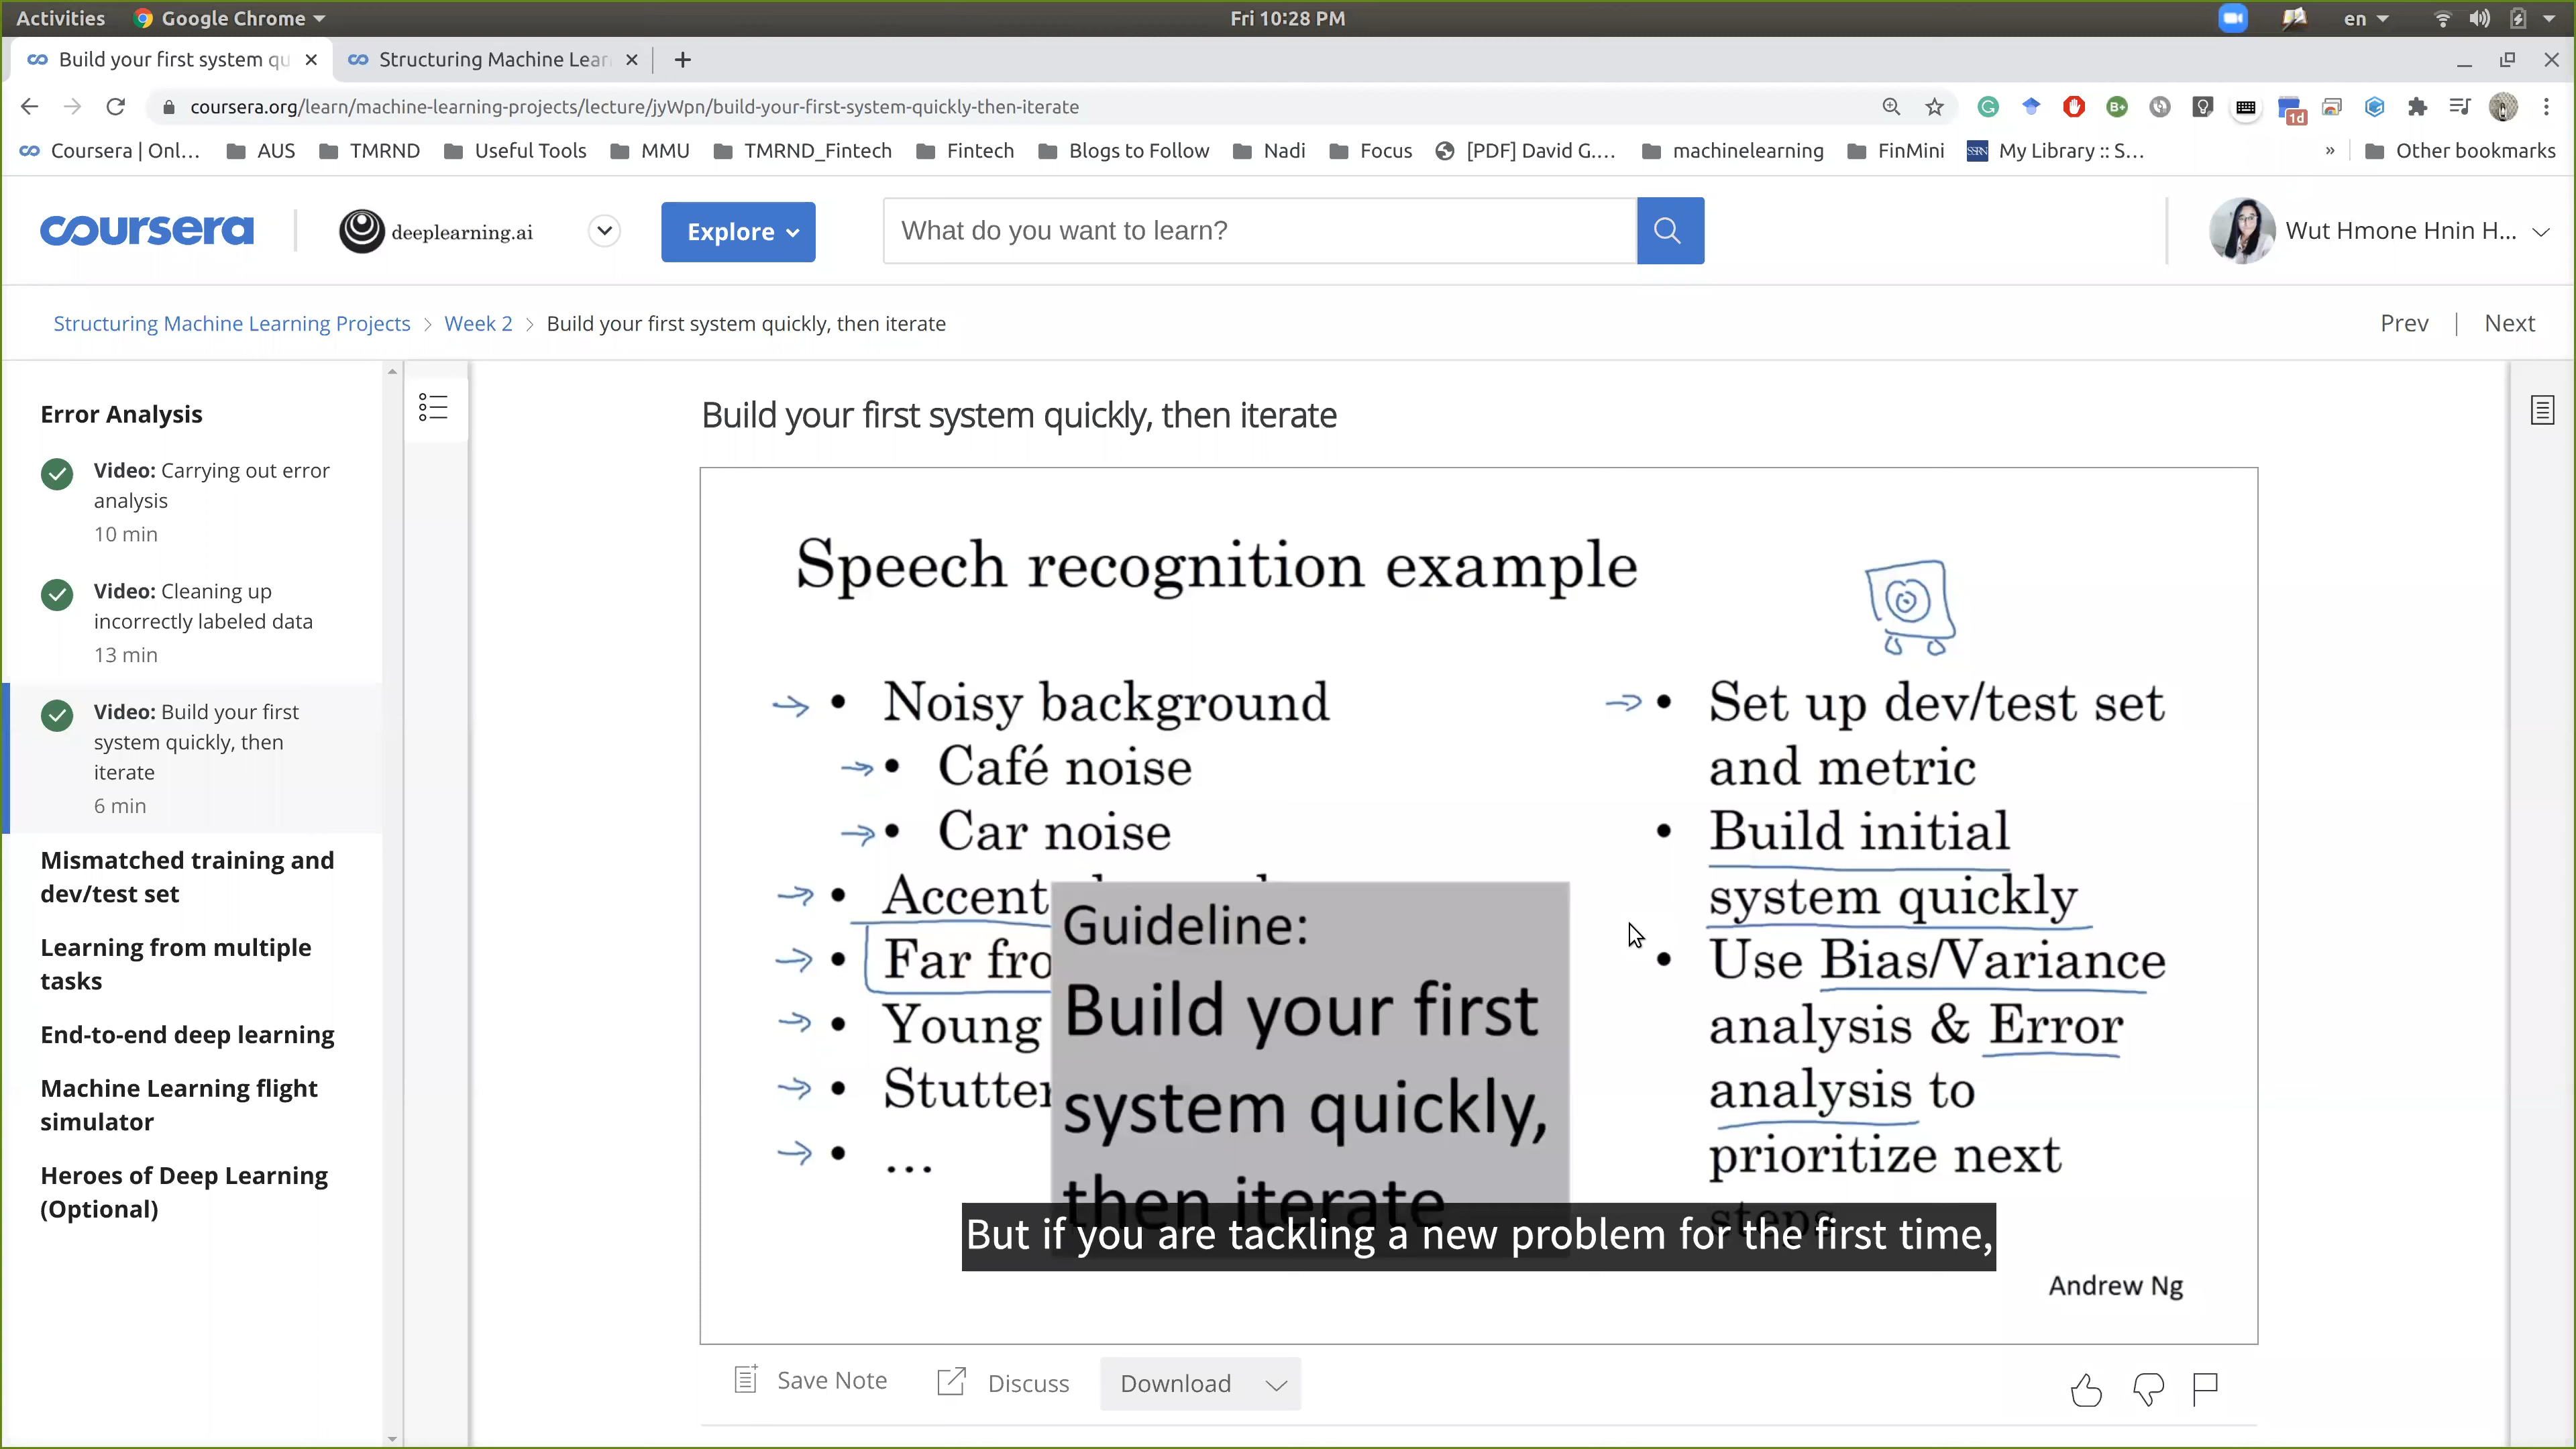 Activities Google Chrome Fri 10:28 PM en
Build your first system qu Structuring Machine Lear
coursera.org/learn/machine-learning-projects/lecture/jyWpn/build-your-first-system-quickly-then-iterate
1d
Coursera | Onl... AUS TMRND Useful Tools MMU TMRND_Fintech Fintech Blogs to Follow Nadi Focus [PDF] David G.... machinelearning FinMini SSRN My Library :: S... » Other bookmarks
coursera deeplearning.ai Explore What do you want to learn? Wut Hmone Hnin H...
Structuring Machine Learning Projects > Week 2 > Build your first system quickly, then iterate Prev | Next
Error Analysis
Video: Carrying out error
analysis
10 min
Video: Cleaning up
incorrectly labeled data
13 min
Video: Build your first
system quickly, then
iterate
6 min
Mismatched training and
dev/test set
Learning from multiple
tasks
End-to-end deep learning
Machine Learning flight
simulator
Heroes of Deep Learning
(Optional)
Build your first system quickly, then iterate
Speech recognition example
• Noisy background
• Café noise
• Car noise
• Accent
• Far fro
• Young
• Stutter
• ...
Guideline:
Build your first
system quickly,
then iterate
• Set up dev/test set
and metric
• Build initial
system quickly
• Use Bias/Variance
analysis & Error
analysis to
prioritize next
steps
But if you are tackling a new problem for the first time,
Andrew Ng
Save Note Discuss Download